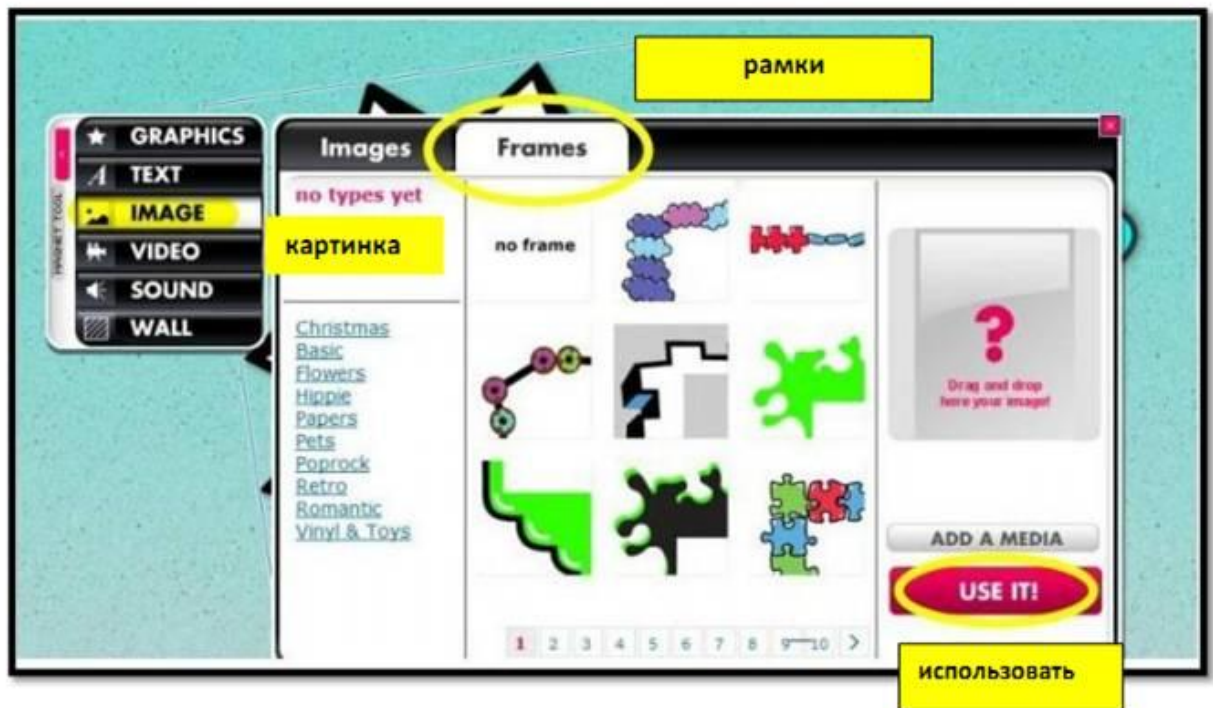 рамки
GRAPHICS
TEXT
IMAGE
VIDEO
SOUND
WALL
MAGNET TOOL
картинка
Images
Frames
no types yet
Christmas
Basic
Flowers
Hippie
Papers
Pets
Poprock
Retro
Romantic
Vinyl & Toys
no frame
1 2 3 4 5 6 7 8 9 10 >
?
Drag and drop
here your image!
ADD A MEDIA
USE IT!
использовать